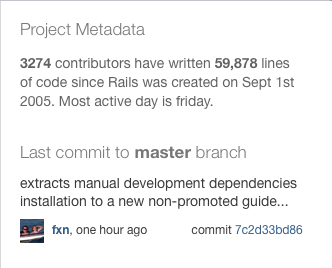 Project Metadata
3274 contributors have written 59,878 lines
of code since Rails was created on Sept 1st
2005. Most active day is friday.
Last commit to master branch
extracts manual development dependencies
installation to a new non-promoted guide...
fxn, one hour ago commit 7c2d33bd86